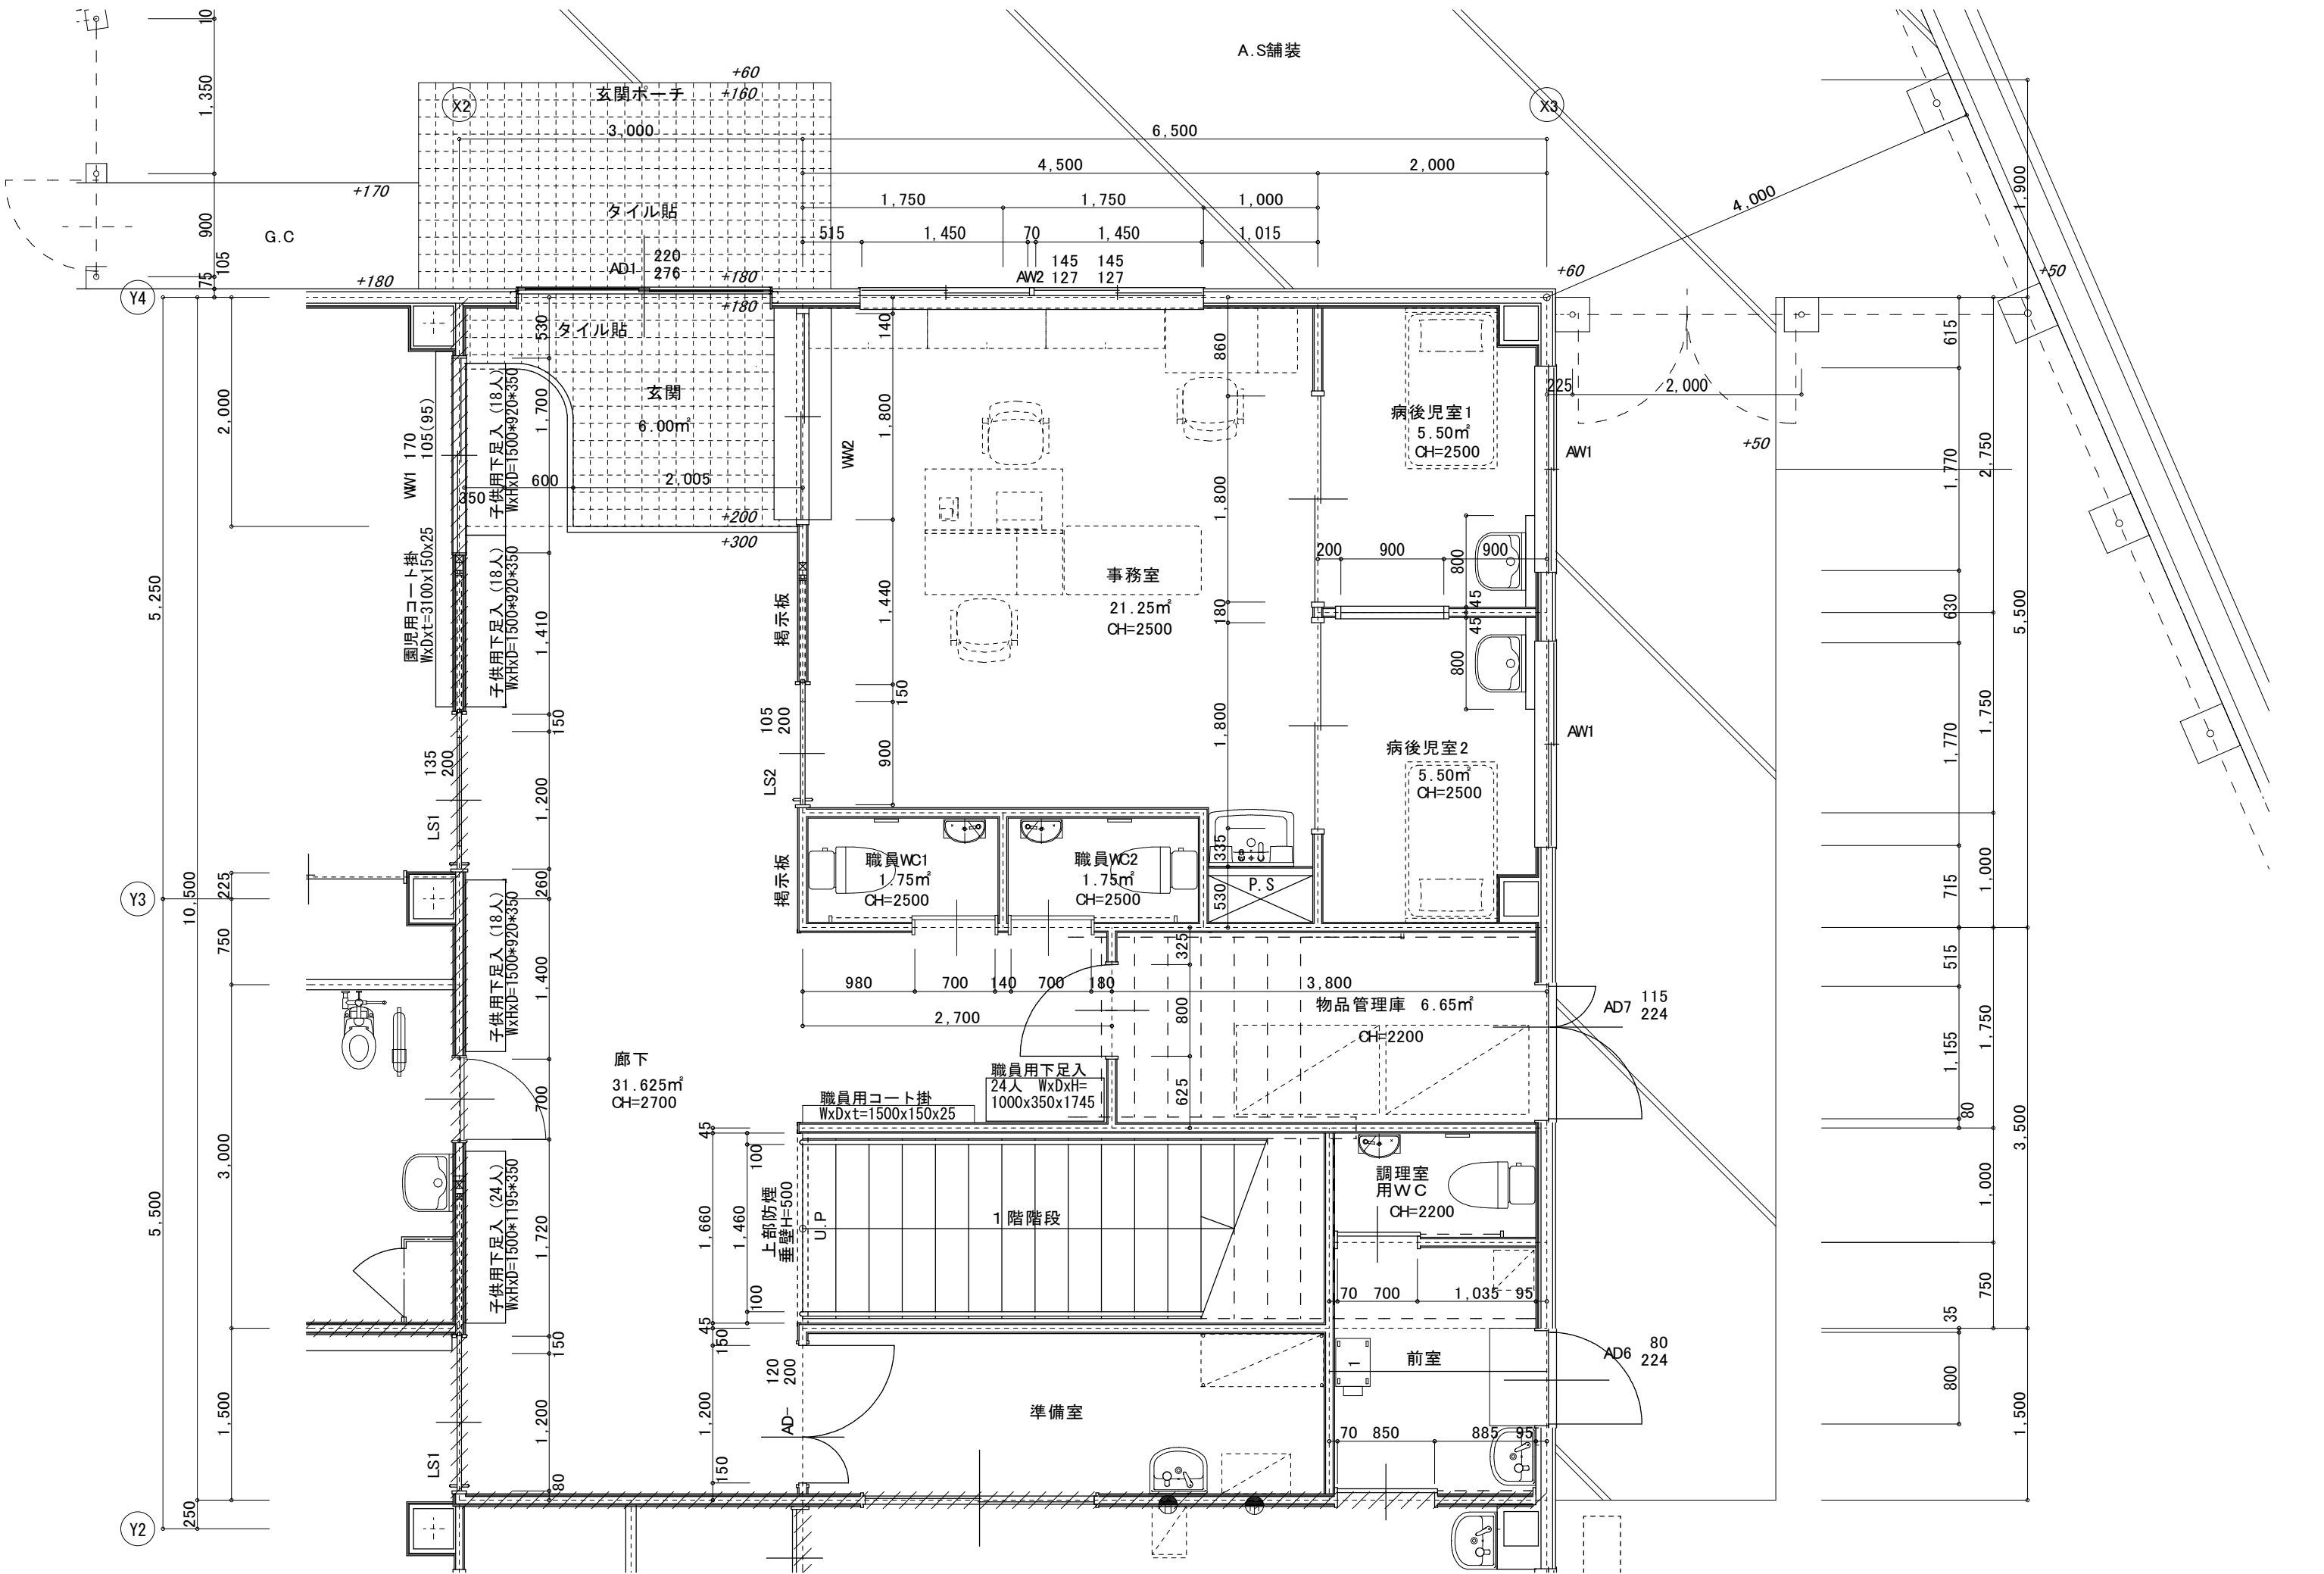 A.S舗装
+60
玄関ポーチ
+160
X2
X3
10
1,350
900
75
105
3,000
6,500
4,500
2,000
1,750
1,750
1,000
515
1,450
70
1,450
1,015
+170
タイル貼
G.C
4,000
1,900
AD1
220
276
+180
AW2
145
127
145
127
+180
+180
+60
+50
Y4
タイル貼
530
140
860
615
玄関
6.00㎡
1,700
1,800
病後児室1
5.50㎡
CH=2500
225
2,000
+50
AW1
2,000
WW1
170
105(95)
WW2
350
600
2,005
+200
+300
子供用下足入 (18人)
WxHxD=1500*920*350
子供用下足入 (18人)
WxHxD=1500*920*350
園児用コート掛
WxDxt=3100x150x25
1,800
1,770
2,750
5,250
1,410
1,440
掲示板
事務室
21.25㎡
CH=2500
200
900
900
800
45
45
800
180
630
5,500
150
150
105
200
LS2
900
1,800
病後児室2
5.50㎡
CH=2500
AW1
1,770
1,750
135
200
LS1
1,200
Y3
10,500
225
750
260
掲示板
職員WC1
1.75㎡
CH=2500
職員WC2
1.75㎡
CH=2500
335
530
P.S
715
1,000
子供用下足入 (18人)
WxHxD=1500*920*350
1,400
325
515
980
700
140
700
180
3,800
2,700
800
物品管理庫 6.65㎡
CH=2200
AD7
115
224
1,155
1,750
廊下
31.625㎡
CH=2700
700
職員用コート掛
WxDxt=1500x150x25
職員用下足入
24人 WxDxH=
1000x350x1745
625
80
3,500
3,000
5,500
子供用下足入 (24人)
WxHxD=1500*1195*350
1,720
45
100
1,660
1,460
100
45
上部防煙
垂壁H=500
U.P
1階階段
調理室
用WC
CH=2200
1,000
750
70
700
1,035
95
35
150
150
120
200
AD-
1,200
1,200
LS1
80
150
準備室
前室
1
AD6
80
224
800
1,500
1,500
70
850
885
95
250
Y2